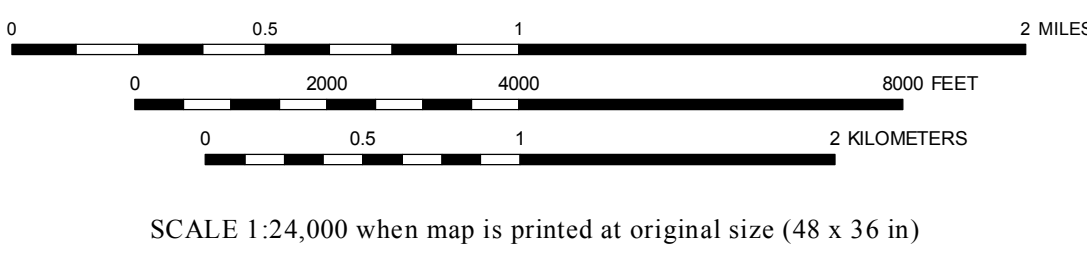 0 0.5 1 2 MILES
0 2000 4000 8000 FEET
0 0.5 1 2 KILOMETERS
SCALE 1:24,000 when map is printed at original size (48 x 36 in)